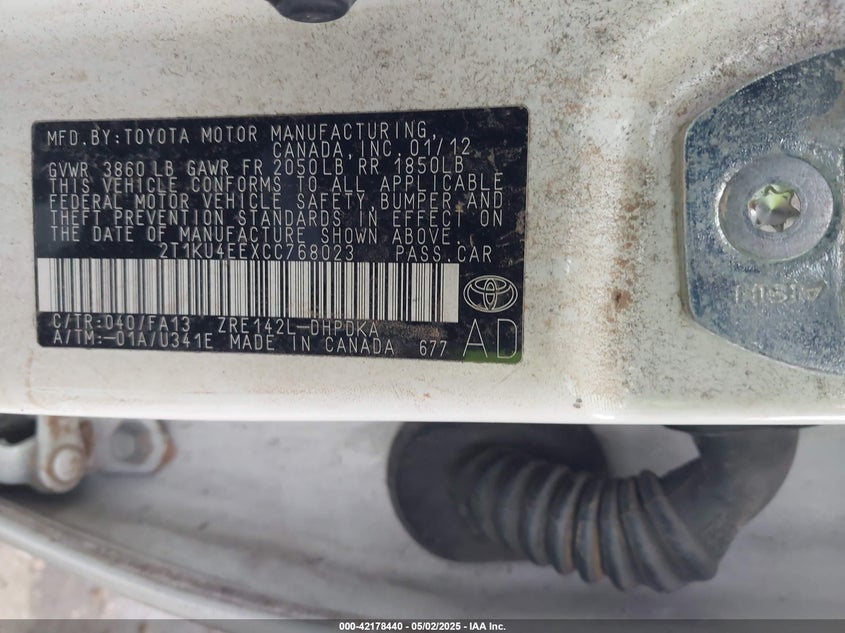 MFD.BY:TOYOTA MOTOR MANUFACTURING,
CANADA, INC. 01/12
GVWR 3860LB GAWR FR 2050LB RR 1850LB
THIS VEHICLE CONFORMS TO ALL APPLICABLE
FEDERAL MOTOR VEHICLE SAFETY, BUMPER AND
THEFT PREVENTION STANDARDS IN EFFECT ON
THE DATE OF MANUFACTURE SHOWN ABOVE.
2T1KU4EEXCC768023 PASS.CAR
C/TR:040/FA13 ZRE142L-DHPDKA
A/TM:-01A/U341E MADE IN CANADA 677 AD
AISIN
000-42178440 - 05/02/2025 - IAA Inc.